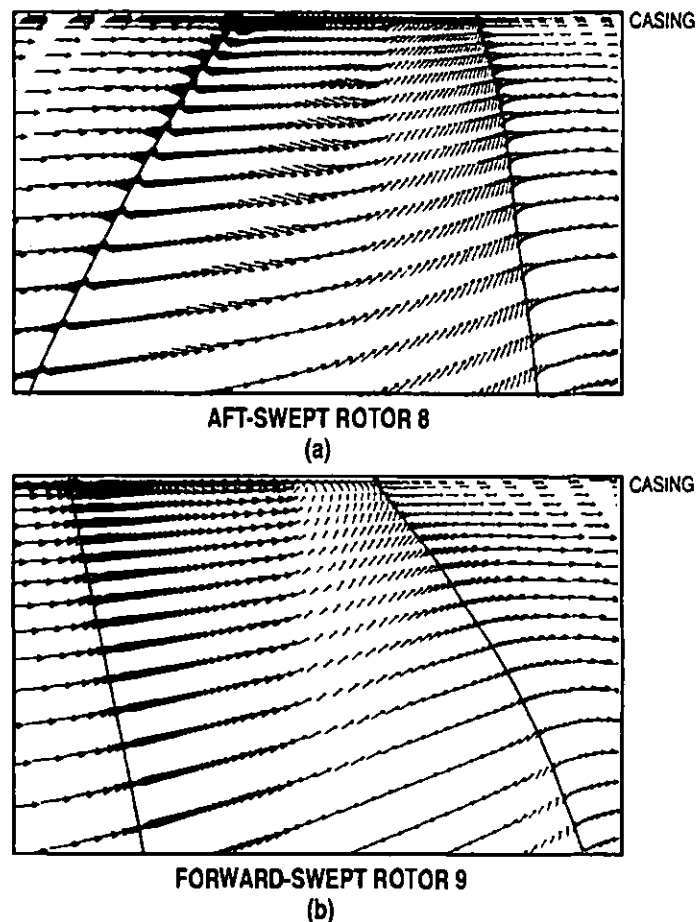 CASING
AFT-SWEPT ROTOR 8
(a)
CASING
FORWARD-SWEPT ROTOR 9
(b)